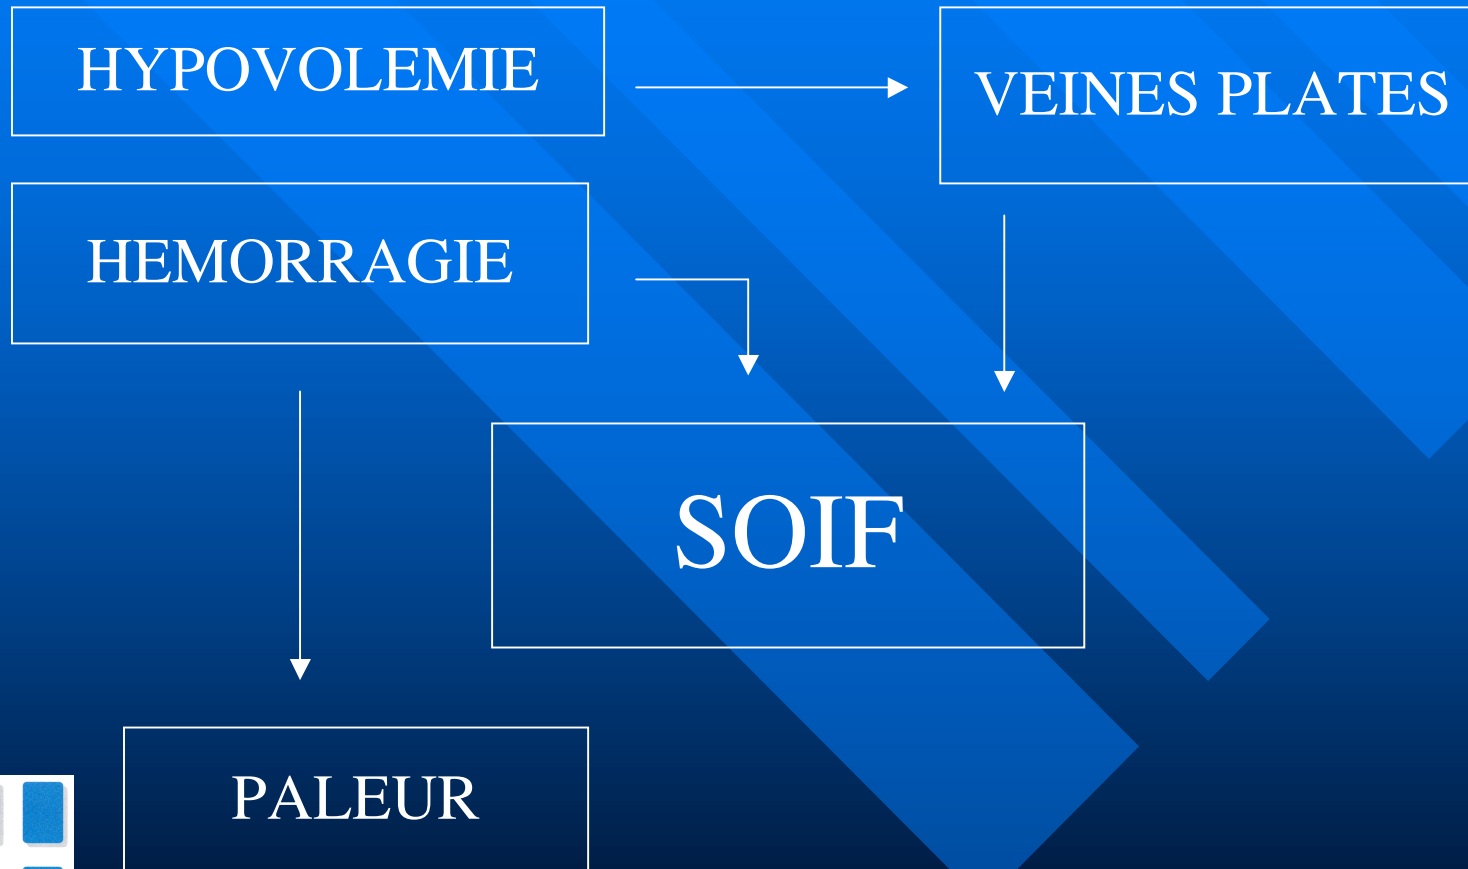 HYPOVOLEMIE
VEINES PLATES
HEMORRAGIE
SOIF
PALEUR